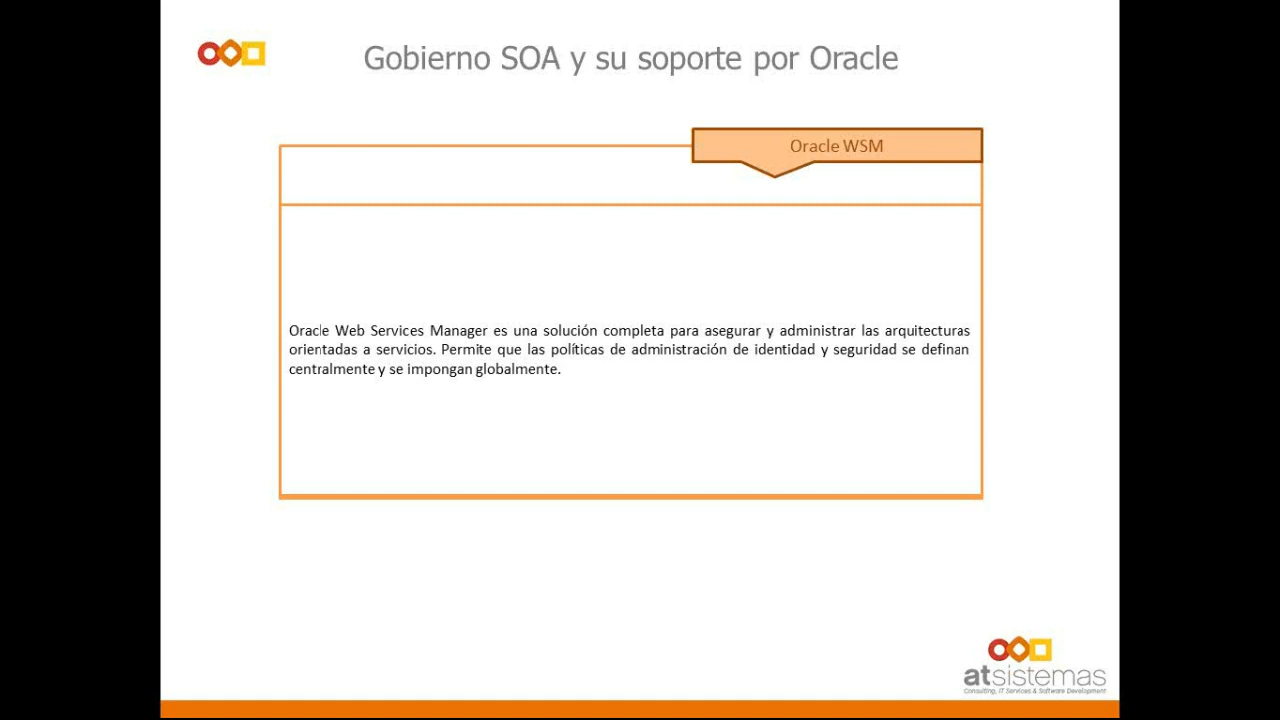 Gobierno SOA y su soporte por Oracle
Oracle WSM
Oracle Web Services Manager es una solución completa para asegurar y administrar las arquitecturas
orientadas a servicios. Permite que las políticas de administración de identidad y seguridad se definan
centralmente y se impongan globalmente.
atsistemas
Consulting, IT Services & Software Development